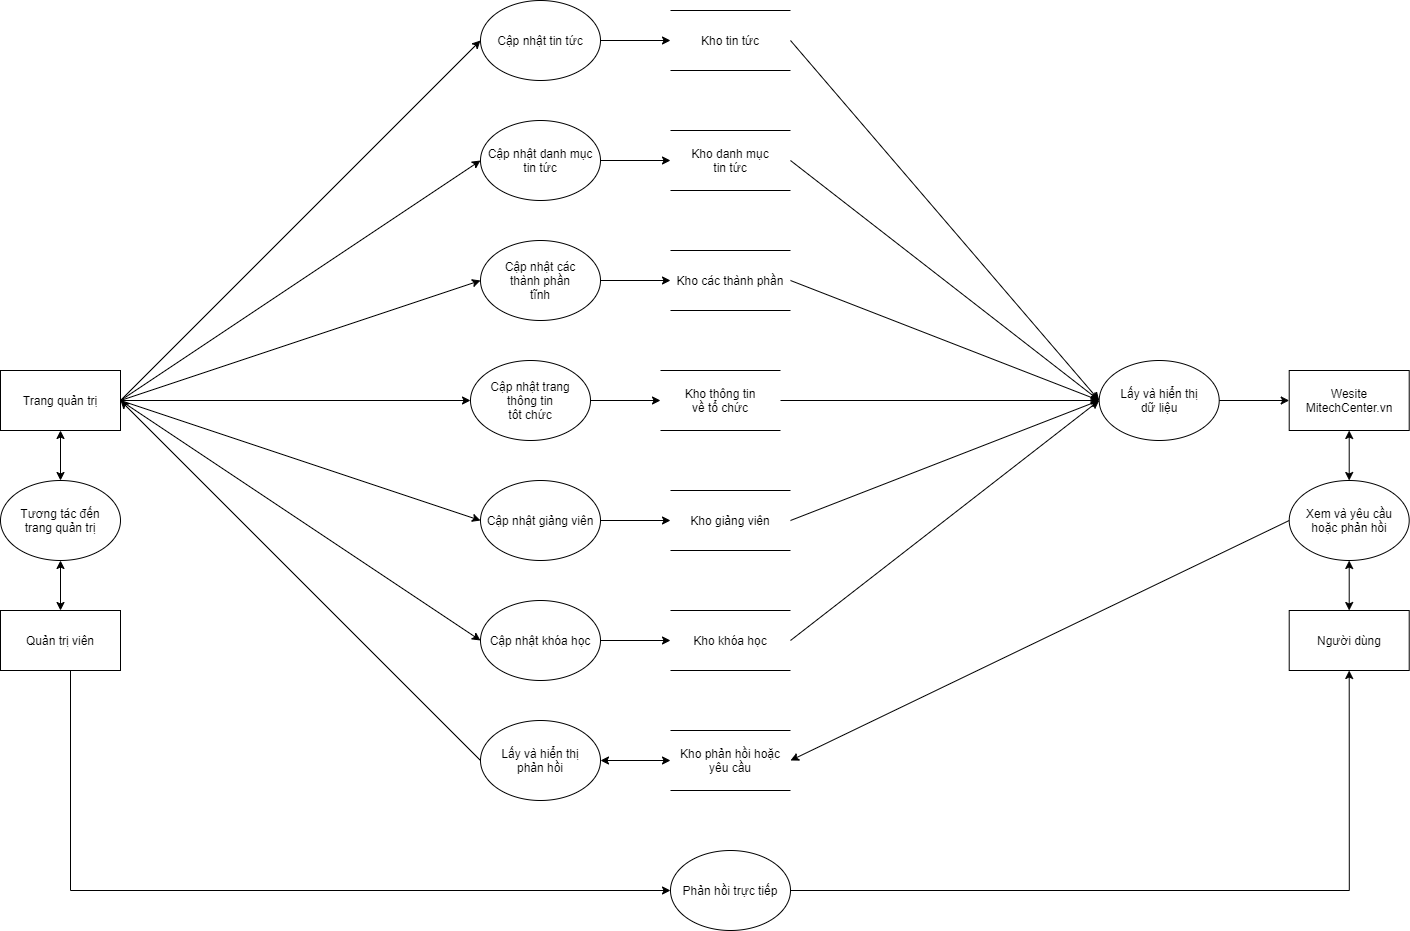 Cập nhật tin tức
Kho tin tức
Cập nhật danh mục
tin tức
Kho danh mục
tin tức
Cập nhật các
thành phần
tĩnh
Kho các thành phần
Trang quản trị
Cập nhật trang
thông tin
tôt chức
Kho thông tin
về tổ chức
Lấy và hiển thị
dữ liệu
Wesite
MitechCenter.vn
Tương tác đến
trang quản trị
Cập nhật giảng viên
Kho giảng viên
Xem và yêu cầu
hoặc phản hồi
Quản trị viên
Cập nhật khóa học
Kho khóa học
Người dùng
Lấy và hiển thị
phản hồi
Kho phản hồi hoặc
yêu cầu
Phản hồi trực tiếp